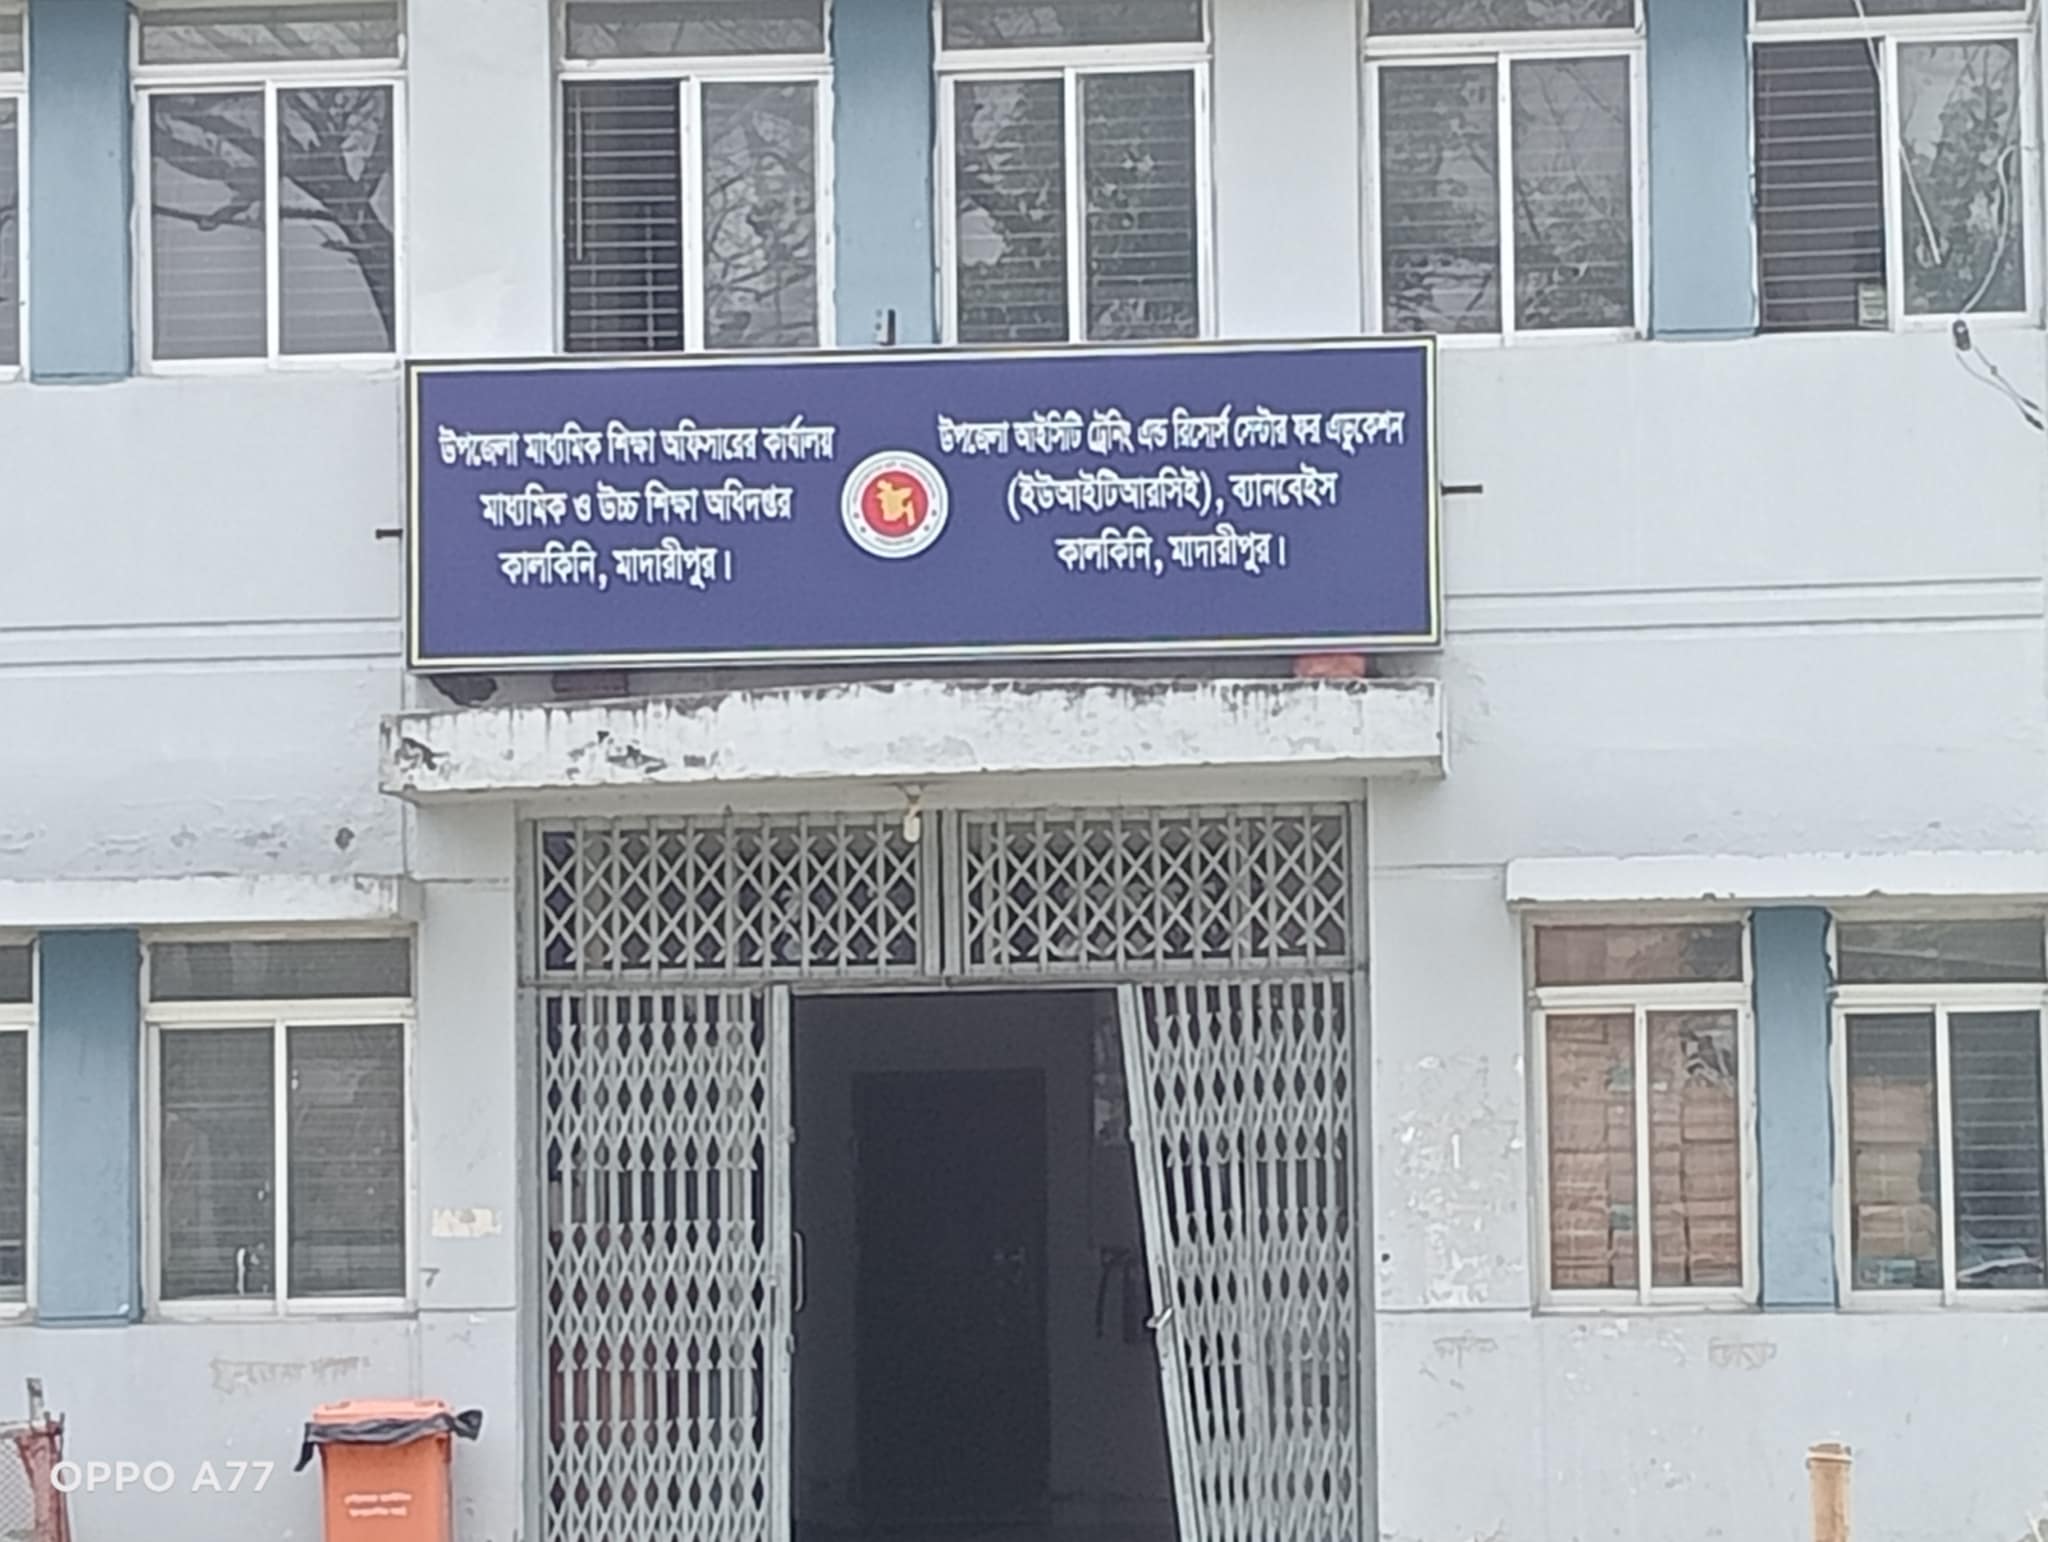 উপজেলা মাধ্যমিক শিক্ষা অফিসারের কার্যালয়
মাধ্যমিক ও উচ্চ শিক্ষা অধিদপ্তর
কালকিনি, মাদারীপুর।
উপজেলা আইসিটি ট্রেনিং এন্ড রিসোর্স সেন্টার ফর এডুকেশন
(ইউআইটিআরসিই), ব্যানবেইস
কালকিনি, মাদারীপুর।
OPPO A77